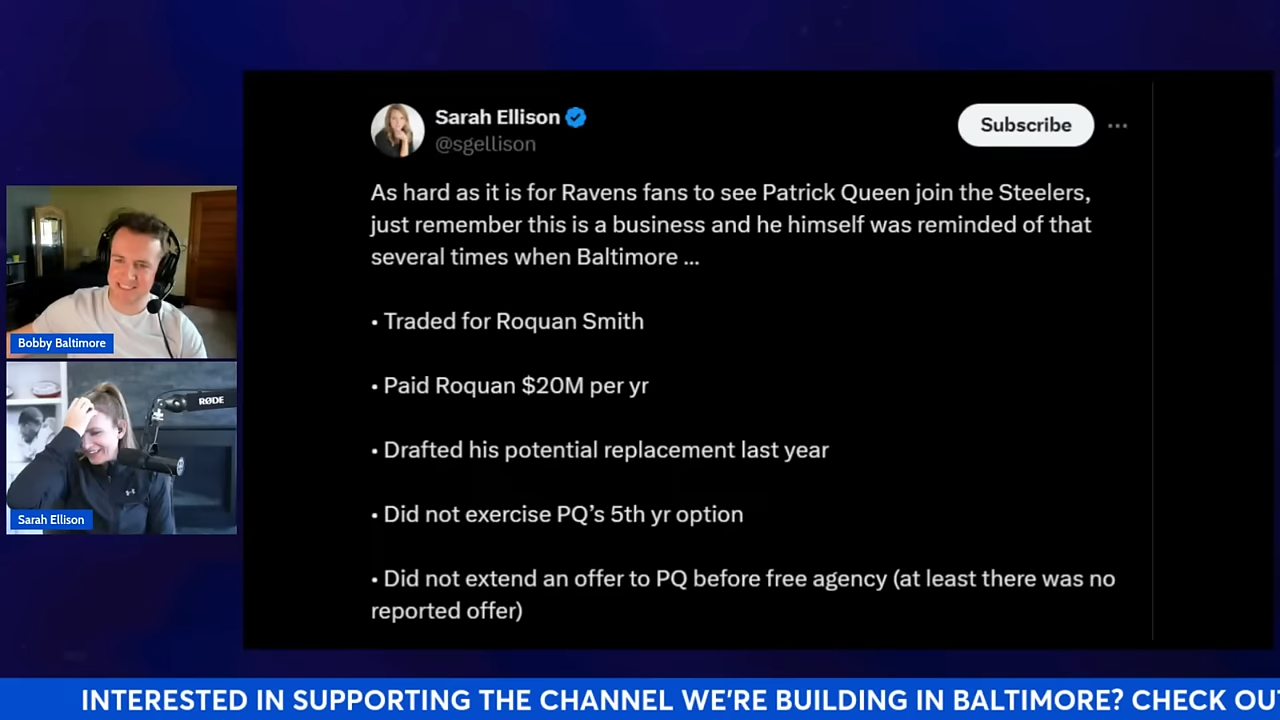 Sarah Ellison
@sgellison
Subscribe
As hard as it is for Ravens fans to see Patrick Queen join the Steelers,
just remember this is a business and he himself was reminded of that
several times when Baltimore ...
• Traded for Roquan Smith
• Paid Roquan $20M per yr
• Drafted his potential replacement last year
• Did not exercise PQ’s 5th yr option
• Did not extend an offer to PQ before free agency (at least there was no
reported offer)
Bobby Baltimore
RØDE
Sarah Ellison
INTERESTED IN SUPPORTING THE CHANNEL WE'RE BUILDING IN BALTIMORE? CHECK OUT